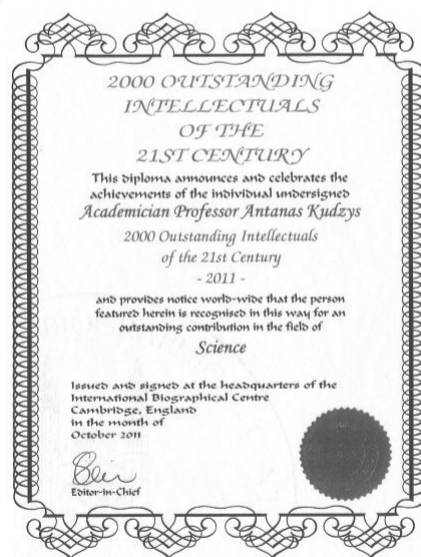 2000 OUTSTANDING
INTELLECTUALS
OF THE
21ST CENTURY
This diploma announces and celebrates the
achievements of the individual undersigned
Academician Professor Antanas Kudzys
2000 Outstanding Intellectuals
of the 21st Century
- 2011 -
and provides notice world-wide that the person
featured herein is recognised in this way for an
outstanding contribution in the field of
Science
Issued and signed at the headquarters of the
International Biographical Centre
Cambridge, England
in the month of
October 2011
Editor-in-Chief